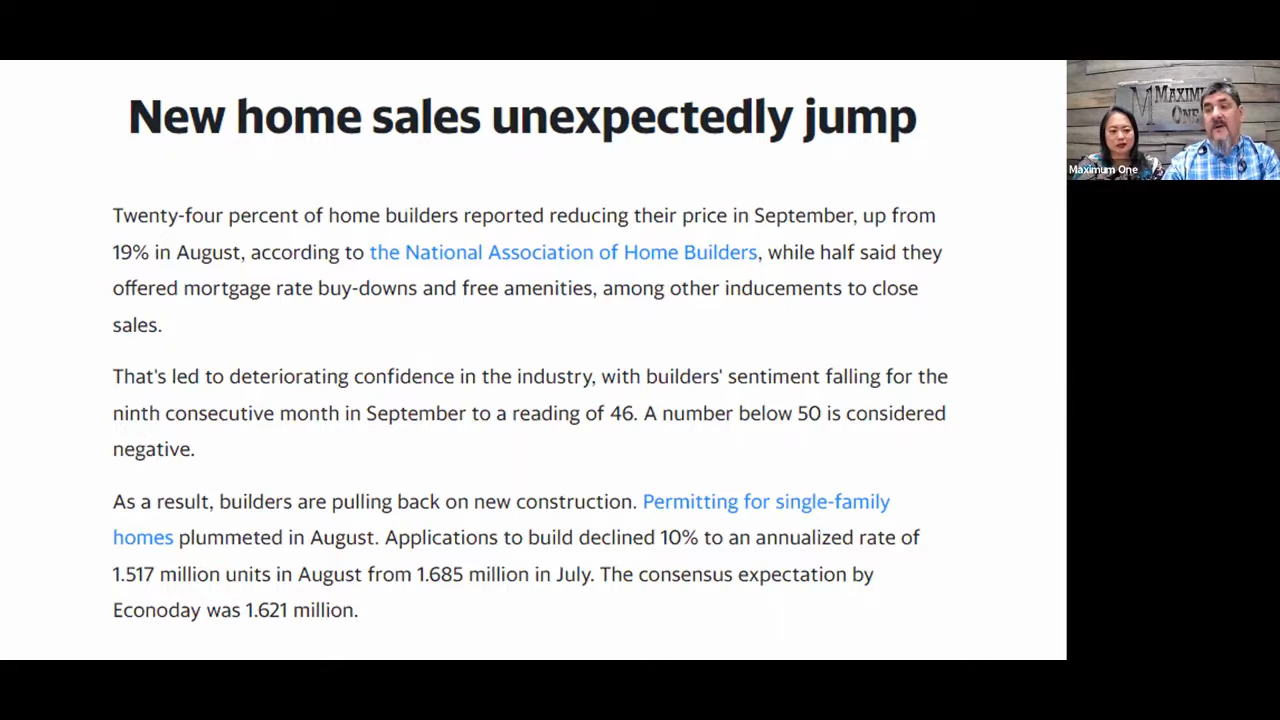 New home sales unexpectedly jump
Twenty-four percent of home builders reported reducing their price in September, up from
19% in August, according to the National Association of Home Builders, while half said they
offered mortgage rate buy-downs and free amenities, among other inducements to close
sales.
That's led to deteriorating confidence in the industry, with builders' sentiment falling for the
ninth consecutive month in September to a reading of 46. A number below 50 is considered
negative.
As a result, builders are pulling back on new construction. Permitting for single-family
homes plummeted in August. Applications to build declined 10% to an annualized rate of
1.517 million units in August from 1.685 million in July. The consensus expectation by
Econoday was 1.621 million.
Maximum One